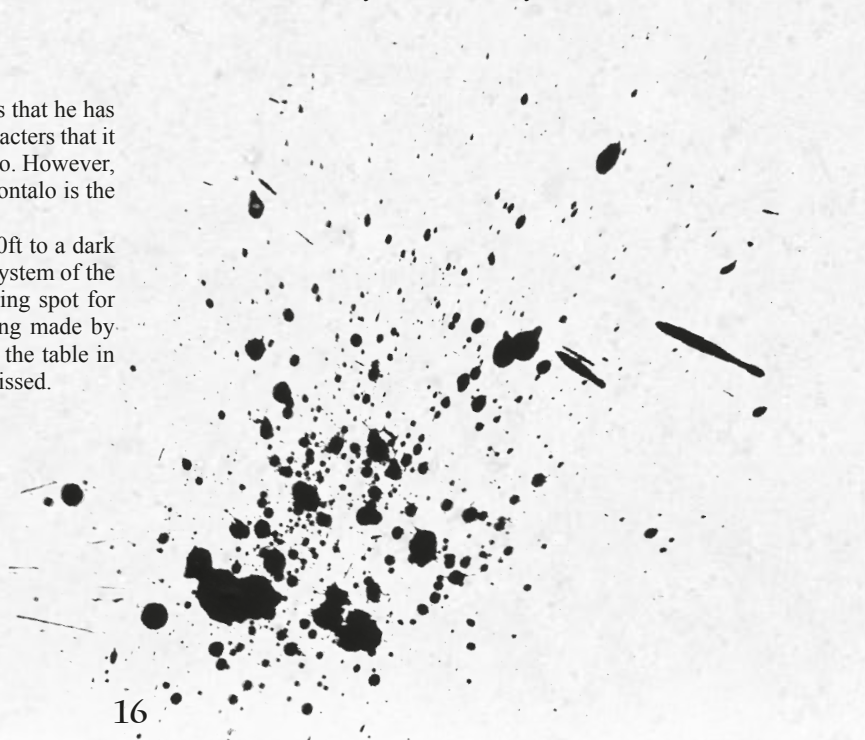 s that he has
acters that it
o. However,
ontalo is the
0ft to a dark
ystem of the
ing spot for
ng made by
the table in
issed.
16